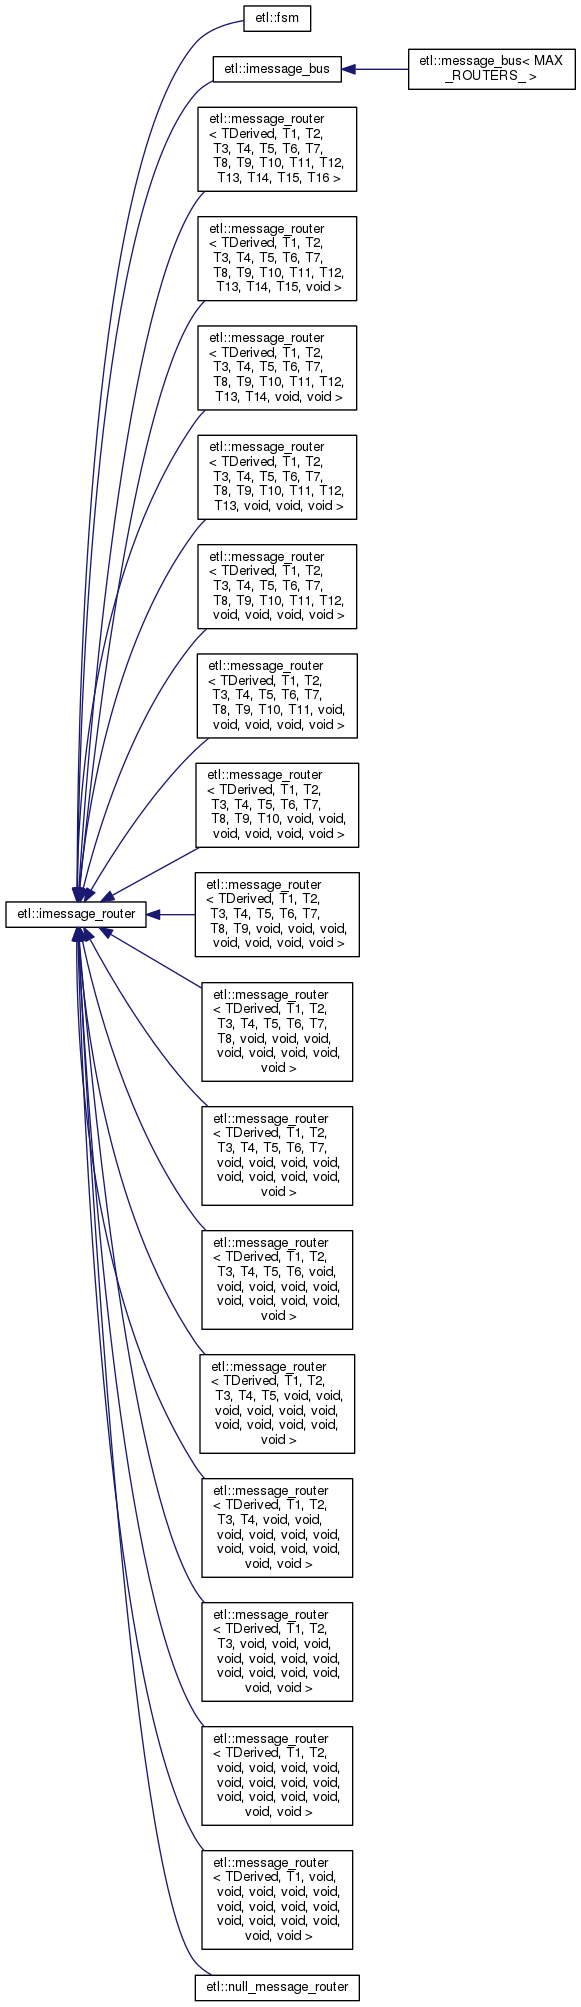 etl::fsm
etl::imessage_bus
etl::message_bus< MAX
_ROUTERS_ >
etl::message_router
< TDerived, T1, T2,
T3, T4, T5, T6, T7,
T8, T9, T10, T11, T12,
T13, T14, T15, T16 >
etl::message_router
< TDerived, T1, T2,
T3, T4, T5, T6, T7,
T8, T9, T10, T11, T12,
T13, T14, T15, void >
etl::message_router
< TDerived, T1, T2,
T3, T4, T5, T6, T7,
T8, T9, T10, T11, T12,
T13, T14, void, void >
etl::message_router
< TDerived, T1, T2,
T3, T4, T5, T6, T7,
T8, T9, T10, T11, T12,
T13, void, void, void >
etl::message_router
< TDerived, T1, T2,
T3, T4, T5, T6, T7,
T8, T9, T10, T11, T12,
void, void, void, void >
etl::message_router
< TDerived, T1, T2,
T3, T4, T5, T6, T7,
T8, T9, T10, T11, void,
void, void, void, void >
etl::message_router
< TDerived, T1, T2,
T3, T4, T5, T6, T7,
T8, T9, T10, void, void,
void, void, void, void >
etl::imessage_router
etl::message_router
< TDerived, T1, T2,
T3, T4, T5, T6, T7,
T8, T9, void, void, void,
void, void, void, void >
etl::message_router
< TDerived, T1, T2,
T3, T4, T5, T6, T7,
T8, void, void, void,
void, void, void, void,
void >
etl::message_router
< TDerived, T1, T2,
T3, T4, T5, T6, T7,
void, void, void, void,
void, void, void, void,
void >
etl::message_router
< TDerived, T1, T2,
T3, T4, T5, T6, void,
void, void, void, void,
void, void, void, void,
void >
etl::message_router
< TDerived, T1, T2,
T3, T4, T5, void, void,
void, void, void, void,
void, void, void, void,
void >
etl::message_router
< TDerived, T1, T2,
T3, T4, void, void,
void, void, void, void,
void, void, void, void,
void, void >
etl::message_router
< TDerived, T1, T2,
T3, void, void, void,
void, void, void, void,
void, void, void, void,
void, void >
etl::message_router
< TDerived, T1, T2,
void, void, void, void,
void, void, void, void,
void, void, void, void,
void, void >
etl::message_router
< TDerived, T1, void,
void, void, void, void,
void, void, void, void,
void, void, void, void,
void, void >
etl::null_message_router